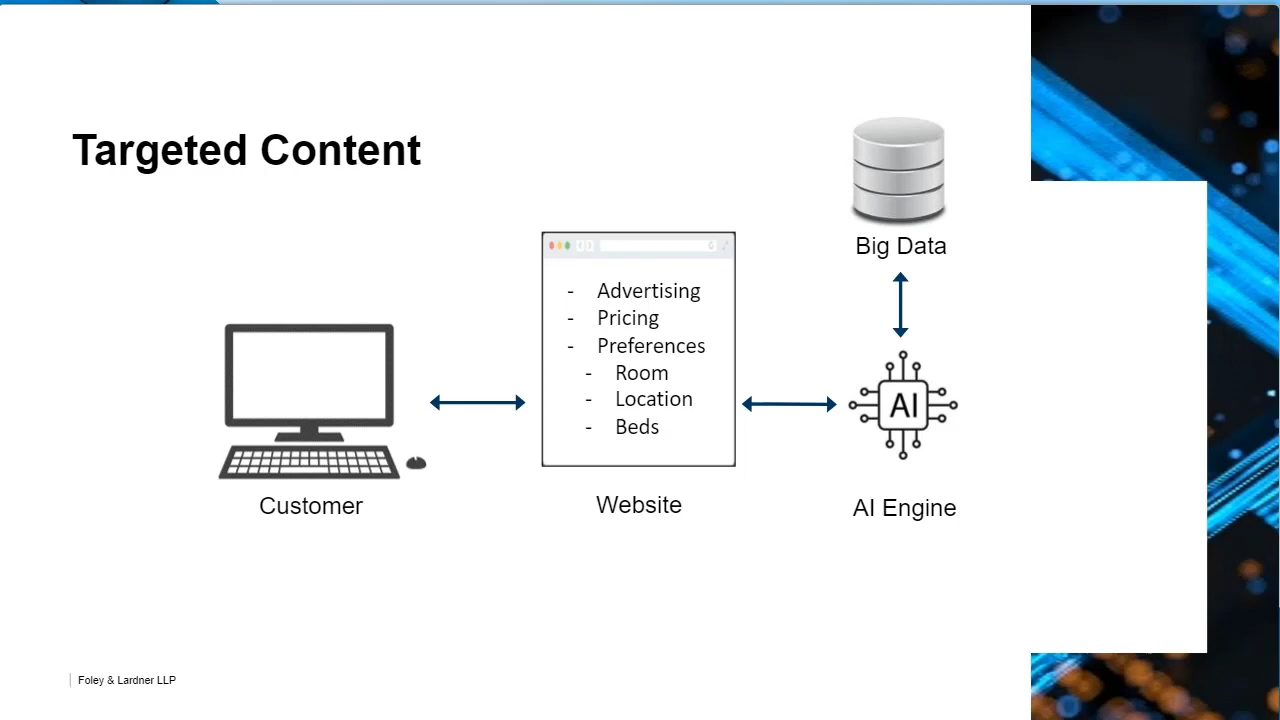 Targeted Content
Big Data
- Advertising
- Pricing
- Preferences
- Room
- Location
- Beds
AI
Customer
Website
AI Engine
Foley & Lardner LLP